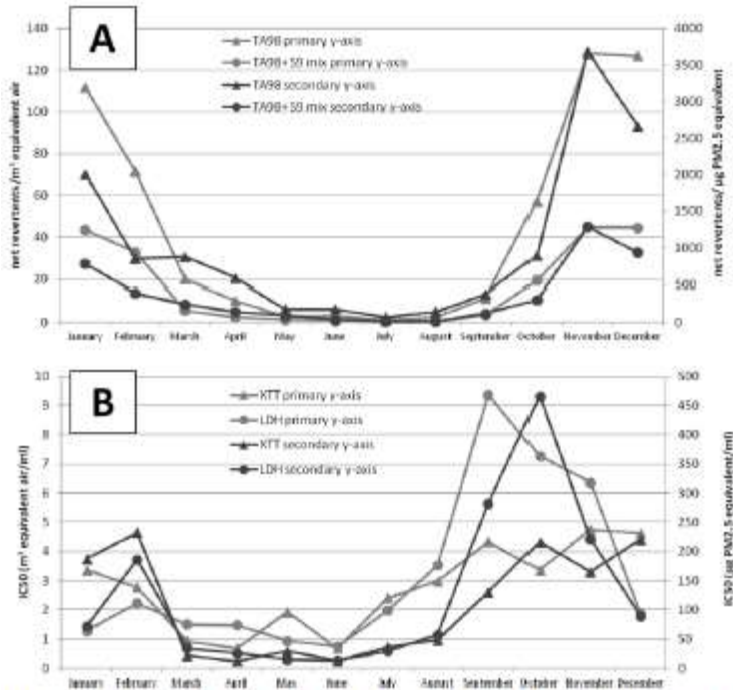 A
TA98 primary y-axis
TA98+S9 mix primary y-axis
TA98 secondary y-axis
TA98+S9 mix secondary y-axis
net revertents/m³ equivalent air
140
120
100
80
60
40
20
0
net revertents/ µg PM2.5 equivalent
4000
3500
3000
2500
2000
1500
1000
500
0
January February March April May June July August September October November December
B
XTT primary y-axis
LDH primary y-axis
XTT secondary y-axis
LDH secondary y-axis
IC50 (m³ equivalent air/ml)
10
9
8
7
6
5
4
3
2
1
0
IC50 (µg PM2.5 equivalent/ml)
500
450
400
350
300
250
200
150
100
50
0
January February March April May June July August September October November December